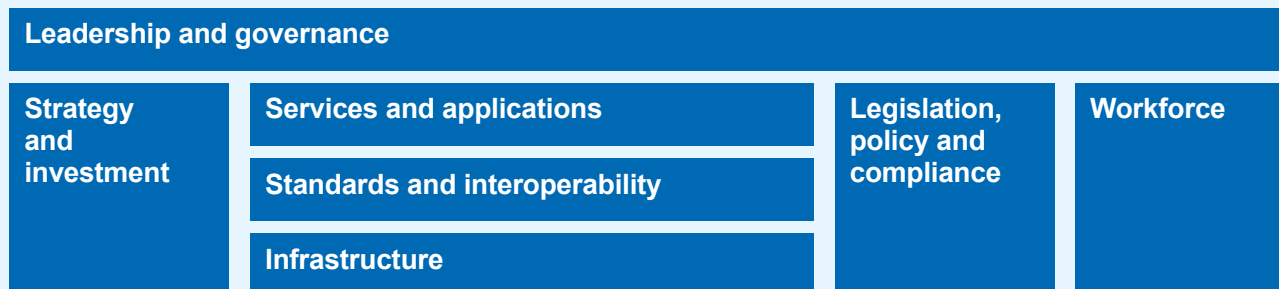 Leadership and governance
Strategy
and
investment
Services and applications
Standards and interoperability
Infrastructure
Legislation,
policy and
compliance
Workforce